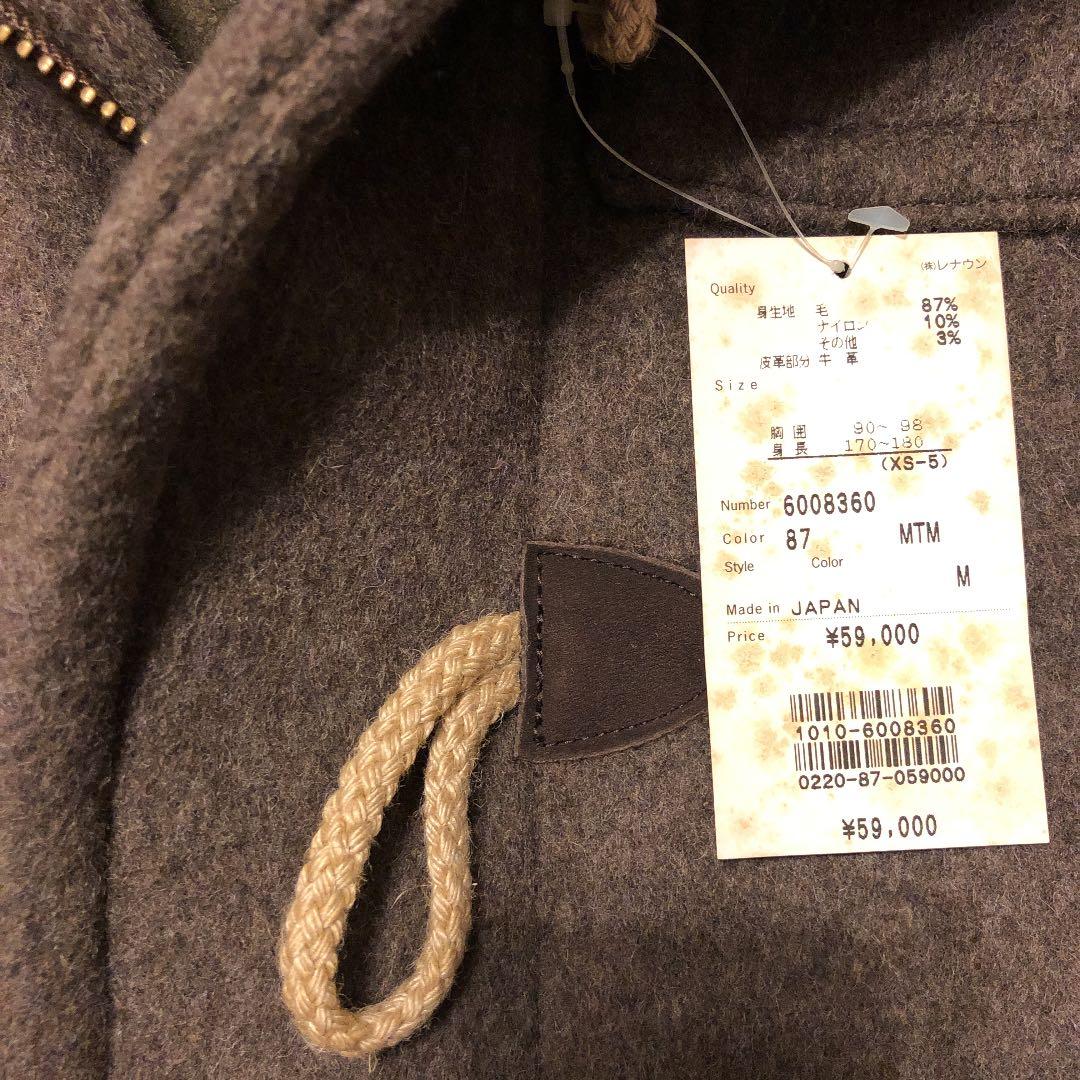 ㈱レナウン
Quality
身生地 毛 87%
ナイロン 10%
その他 3%
皮革部分 牛革
Size
胸囲 90~ 98
身長 170~180
(XS-5)
Number 6008360
Color 87 MTM
Style Color
M
Made in JAPAN
Price ¥59,000
1010-6008360
0220-87-059000
¥59,000